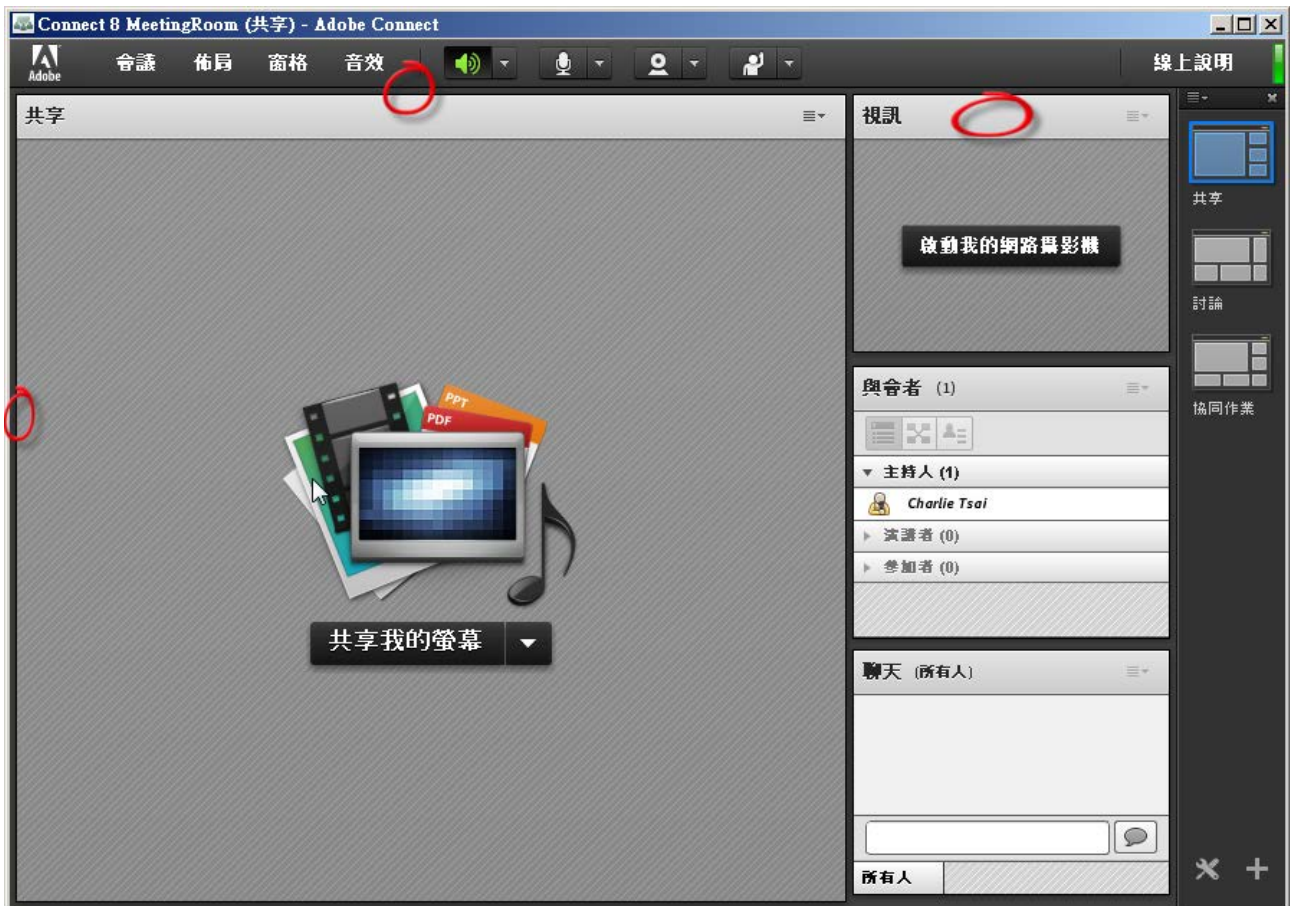 Connect 8 MeetingRoom (共享) - Adobe Connect
Adobe
會議 佈局 窗格 音效
線上說明
共享
PPT
PDF
共享我的螢幕
視訊
啟動我的網路攝影機
與會者 (1)
主持人 (1)
Charlie Tsai
演講者 (0)
參加者 (0)
聊天 (所有人)
所有人
共享
討論
協同作業